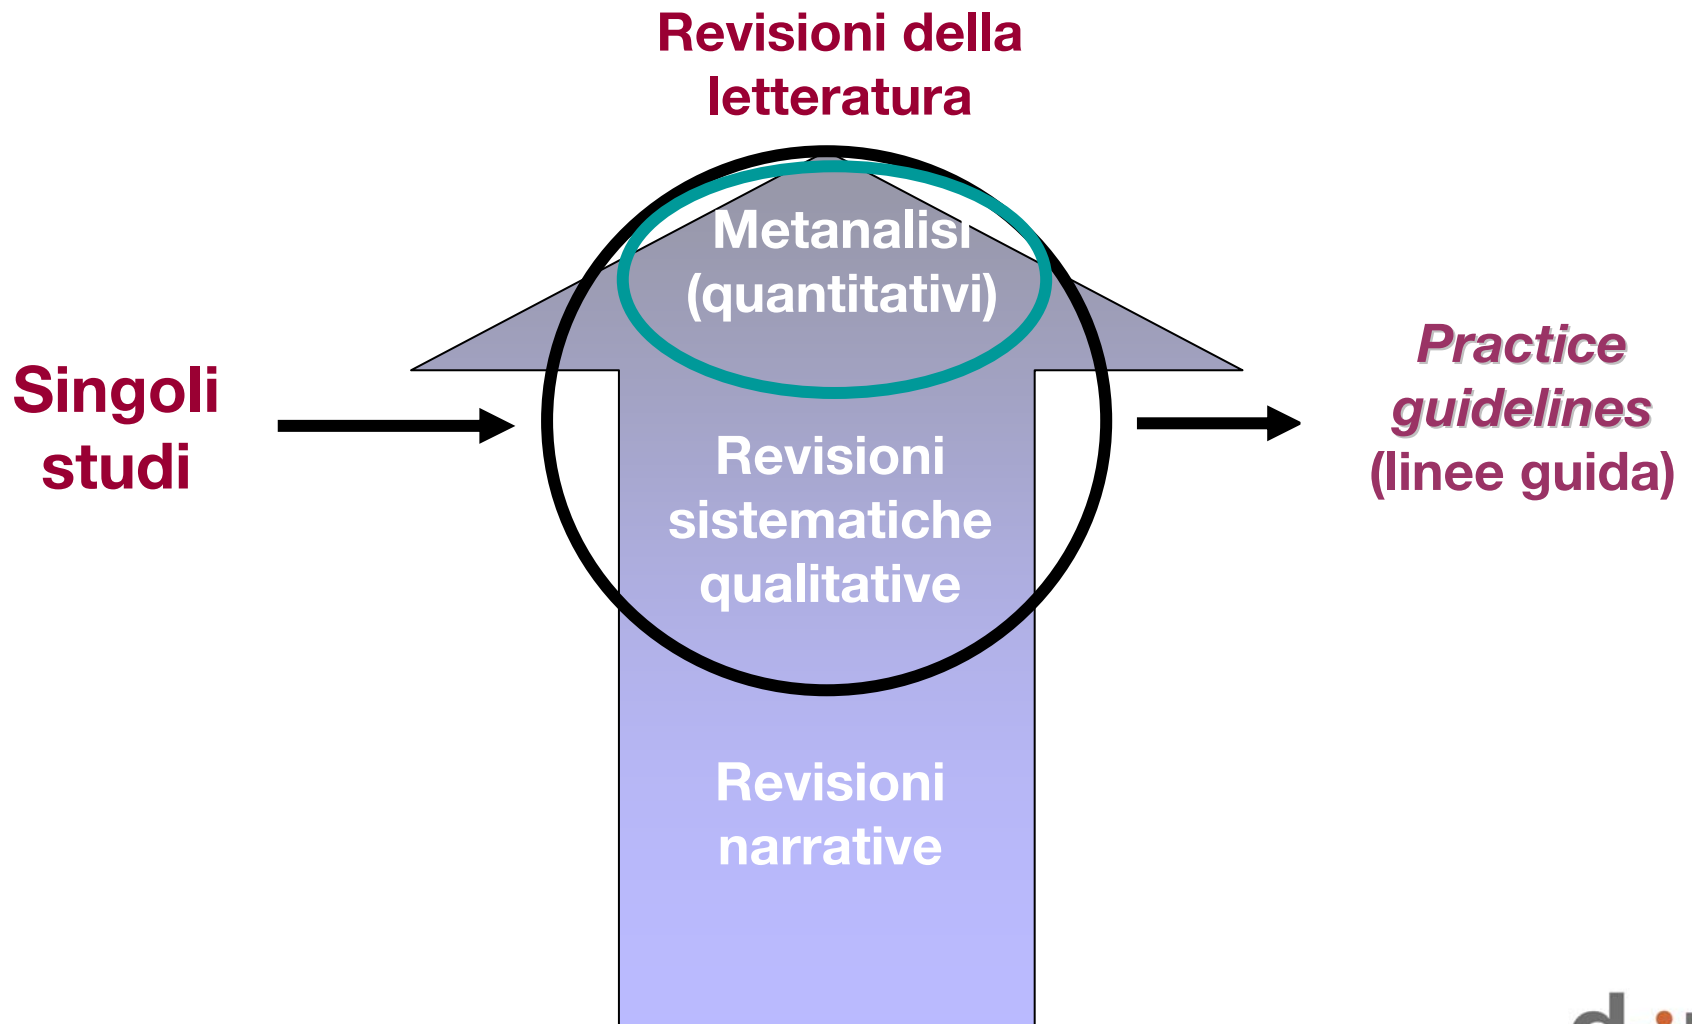 Revisioni della
letteratura
Metanalisi
(quantitativi)
Singoli
studi
Revisioni
sistematiche
qualitative
Practice
guidelines
(linee guida)
Revisioni
narrative